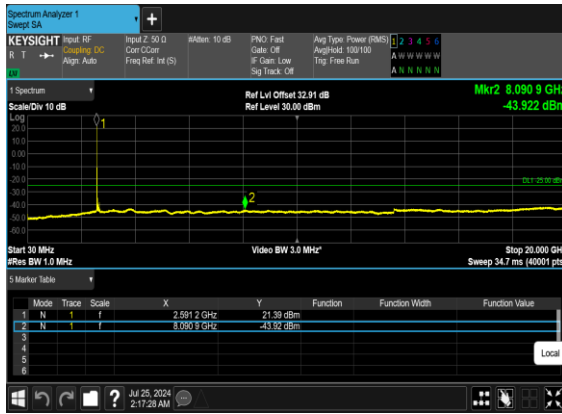 Spectrum Analyzer 1
Swept SA
+
KEYSIGHT Input: RF Input Z: 50 Ω #Atten: 10 dB PNO: Fast Avg Type: Power (RMS) 1 2 3 4 5 6
R T Coupling: DC Corr CCorr Gate: Off Avg|Hold: 100/100 A W W W W W
Align: Auto Freq Ref: Int (S) IF Gain: Low Trig: Free Run
LXI Sig Track: Off A N N N N N
1 Spectrum Ref Lvl Offset 32.91 dB Mkr2 8.090 9 GHz
Scale/Div 10 dB Ref Level 30.00 dBm -43.922 dBm
Log
1
20.0
10.0
0.00
-10.0
-20.0
DL1 -25.00 dBm
-30.0
2
-40.0
-50.0
-60.0
Start 30 MHz Video BW 3.0 MHz* Stop 20.000 GH
#Res BW 1.0 MHz Sweep 34.7 ms (40001 pts
5 Marker Table
Mode Trace Scale X Y Function Function Width Function Value
1 N 1 f 2.591 2 GHz 21.39 dBm
2 N 1 f 8.090 9 GHz -43.92 dBm
3
4
5
6
Local
? Jul 25, 2024
2:17:28 AM